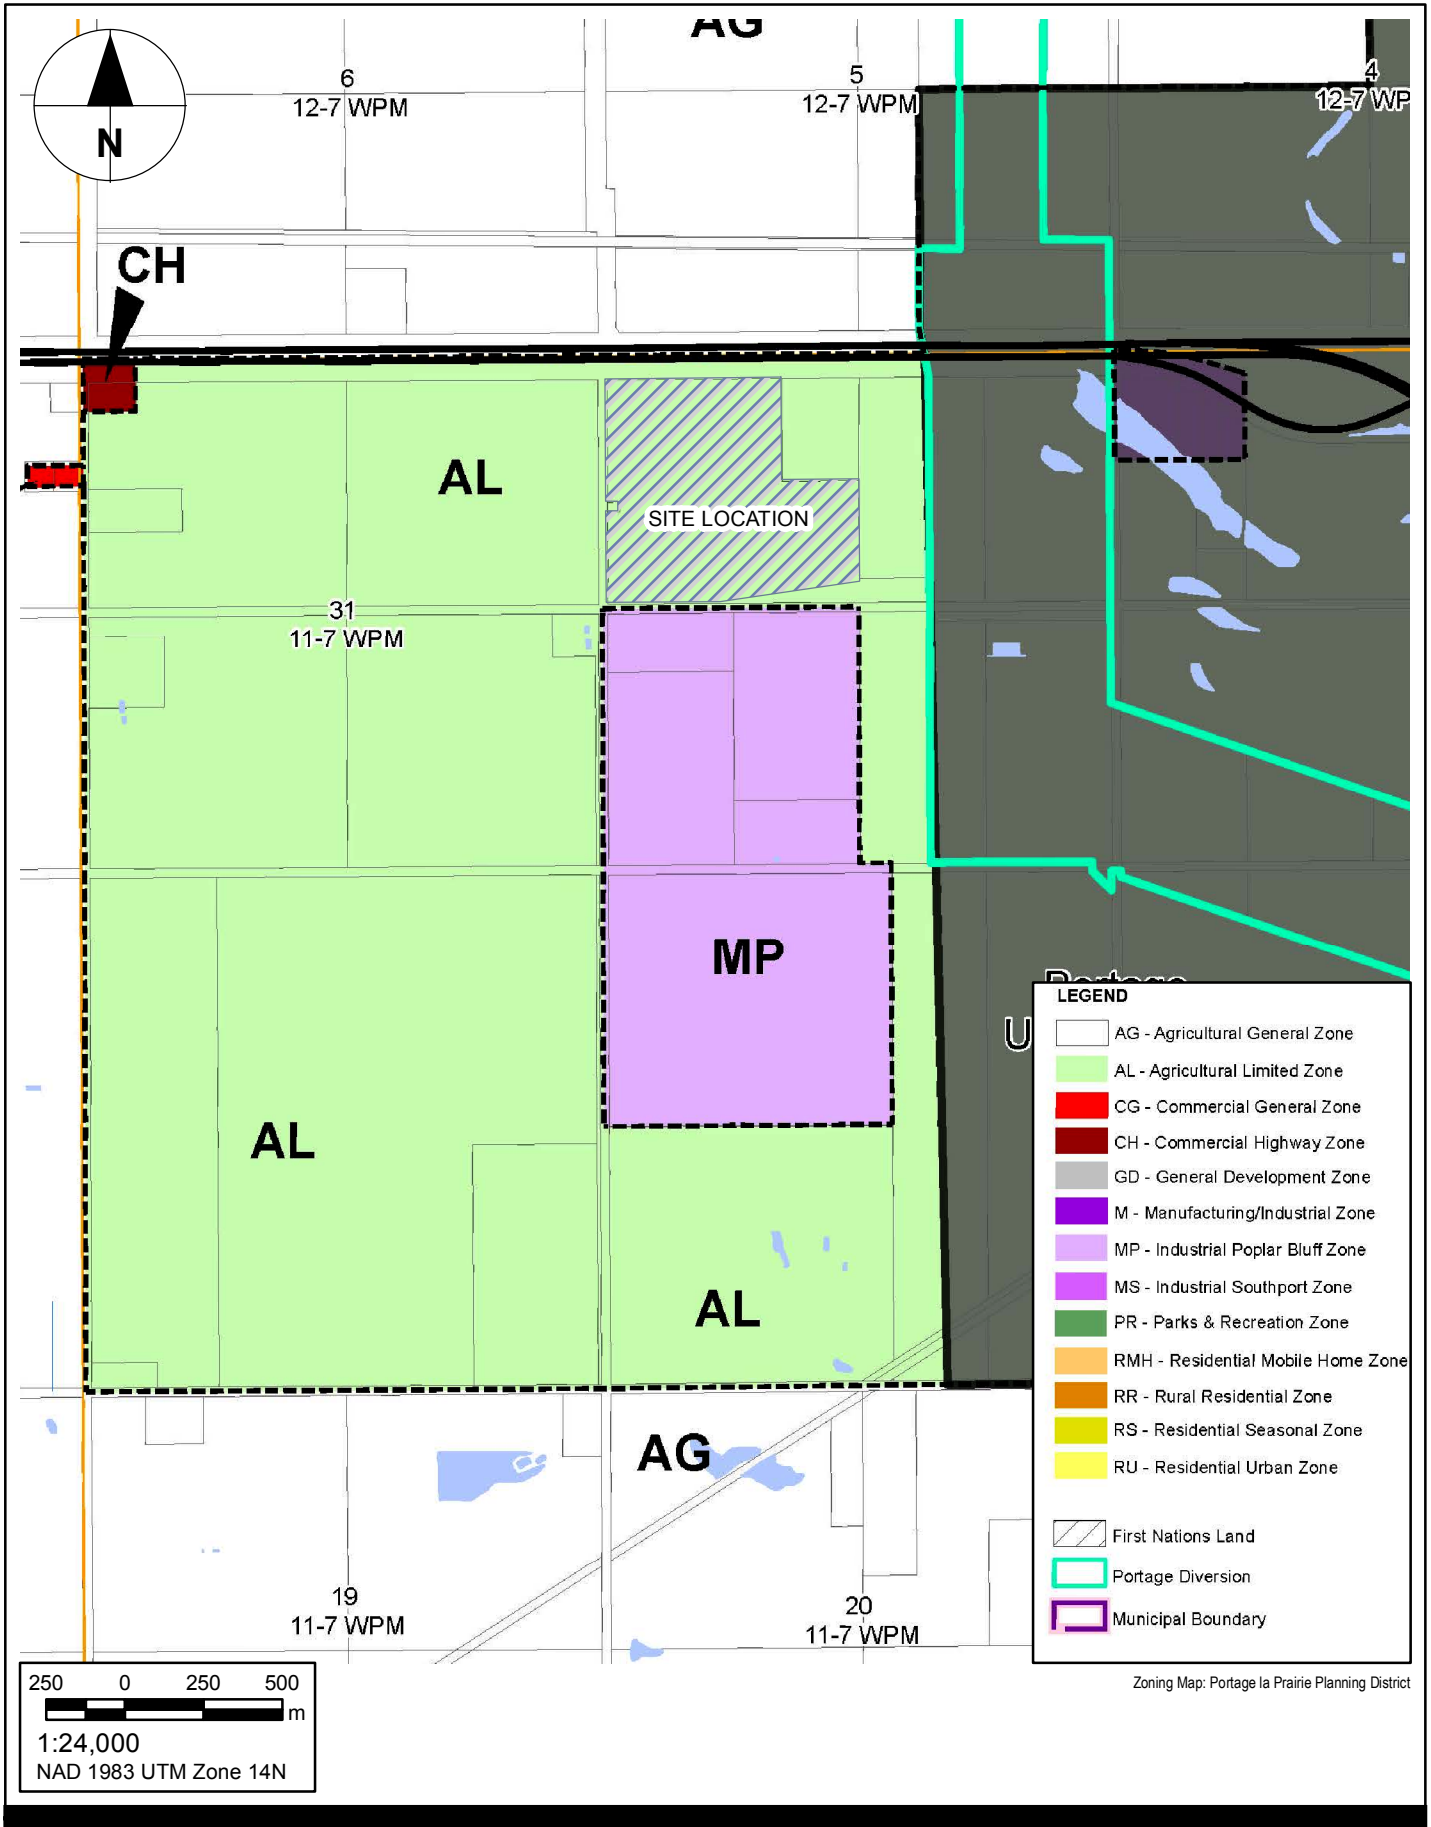 AG
6
12-7 WPM
5
12-7 WPM
4
12-7 WP
N
CH
AL
SITE LOCATION
31
11-7 WPM
MP
U
AL
AL
AG
19
11-7 WPM
20
11-7 WPM
LEGEND
AG - Agricultural General Zone
AL - Agricultural Limited Zone
CG - Commercial General Zone
CH - Commercial Highway Zone
GD - General Development Zone
M - Manufacturing/Industrial Zone
MP - Industrial Poplar Bluff Zone
MS - Industrial Southport Zone
PR - Parks & Recreation Zone
RMH - Residential Mobile Home Zone
RR - Rural Residential Zone
RS - Residential Seasonal Zone
RU - Residential Urban Zone
First Nations Land
Portage Diversion
Municipal Boundary
Zoning Map: Portage la Prairie Planning District
250 0 250 500
m
1:24,000
NAD 1983 UTM Zone 14N